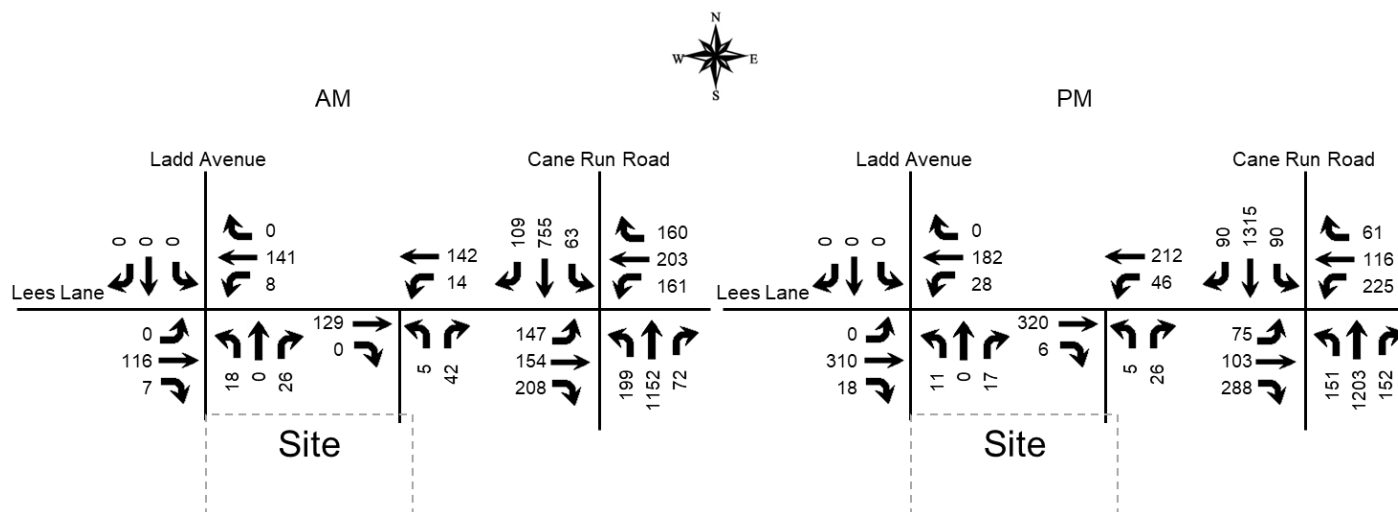 N
W E
S
AM
PM
Ladd Avenue
Cane Run Road
Ladd Avenue
Cane Run Road
0 0 0
0
141
8
142
14
109 755 63
160
203
161
0 0 0
0
182
28
212
46
90 1315 90
61
116
225
Lees Lane
Lees Lane
0
116
7
18 0 26
129
0
5 42
147
154
208
199 1152 72
0
310
18
11 0 17
320
6
5 26
75
103
288
151 1203 152
Site
Site